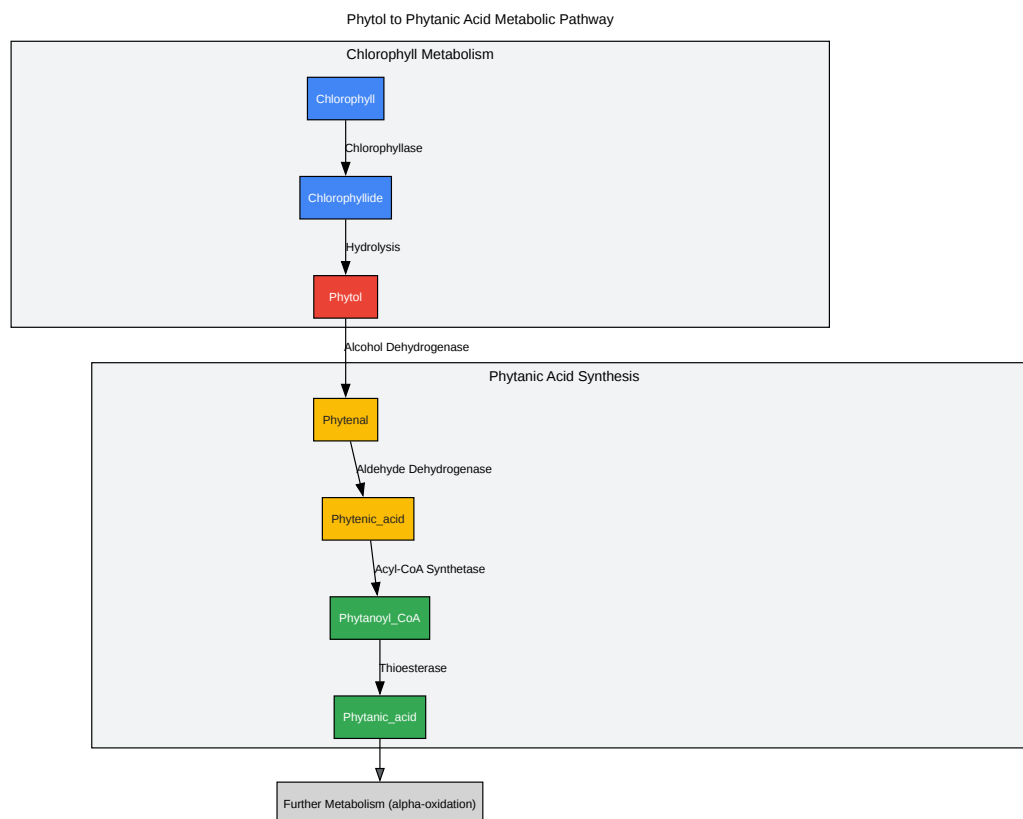 Phytol to Phytanic Acid Metabolic Pathway
Chlorophyll Metabolism
Chlorophyll
Chlorophyllase
Chlorophyllide
Hydrolysis
Phytol
Alcohol Dehydrogenase
Phytanic Acid Synthesis
Phytenal
Aldehyde Dehydrogenase
Phytenic_acid
Acyl-CoA Synthetase
Phytanoyl_CoA
Thioesterase
Phytanic_acid
Further Metabolism (alpha-oxidation)